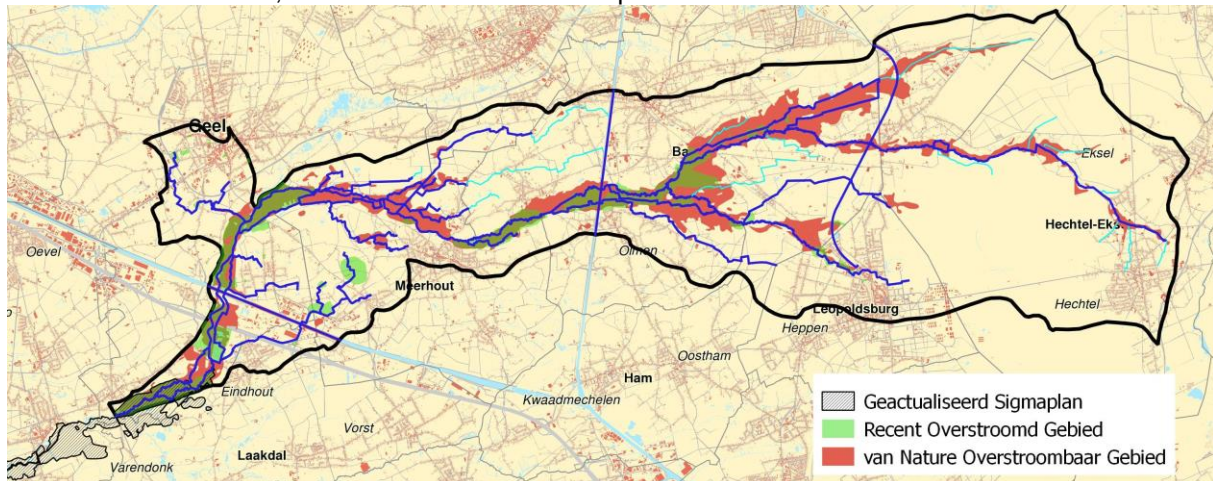 Geel
Ba
Eksel
Hechtel-Eks
Oevel
Olmen
Meerhout
Hechtel
Leopoldsburg
Heppen
Oostham
Ham
Eindhout
Kwaadmechelen
Vorst
Laakdal
Varendonk
Geactualiseerd Sigmaplan
Recent Overstroomd Gebied
van Nature Overstroombaar Gebied